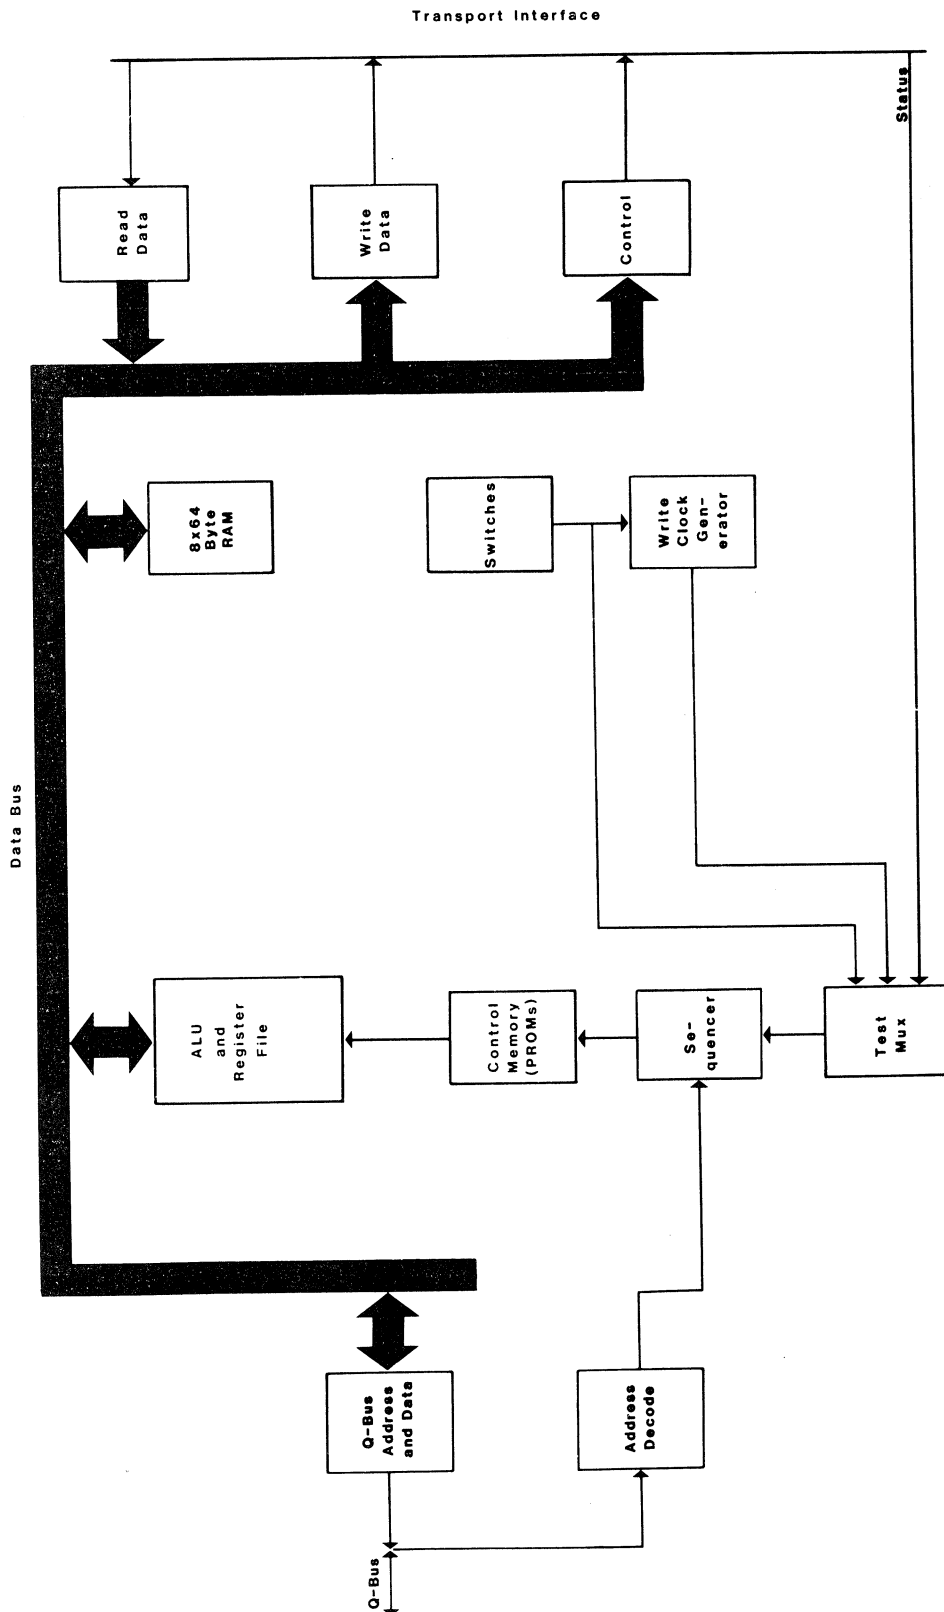 Transport Interface
Status
Read
Data
Write
Data
Control
8x64
Byte
RAM
Switches
Write
Clock
Gen-
erator
Data Bus
ALU
and
Register
File
Control
Memory
(PROMs)
Se-
quencer
Test
Mux
Q-Bus
Address
and Data
Address
Decode
Q-Bus